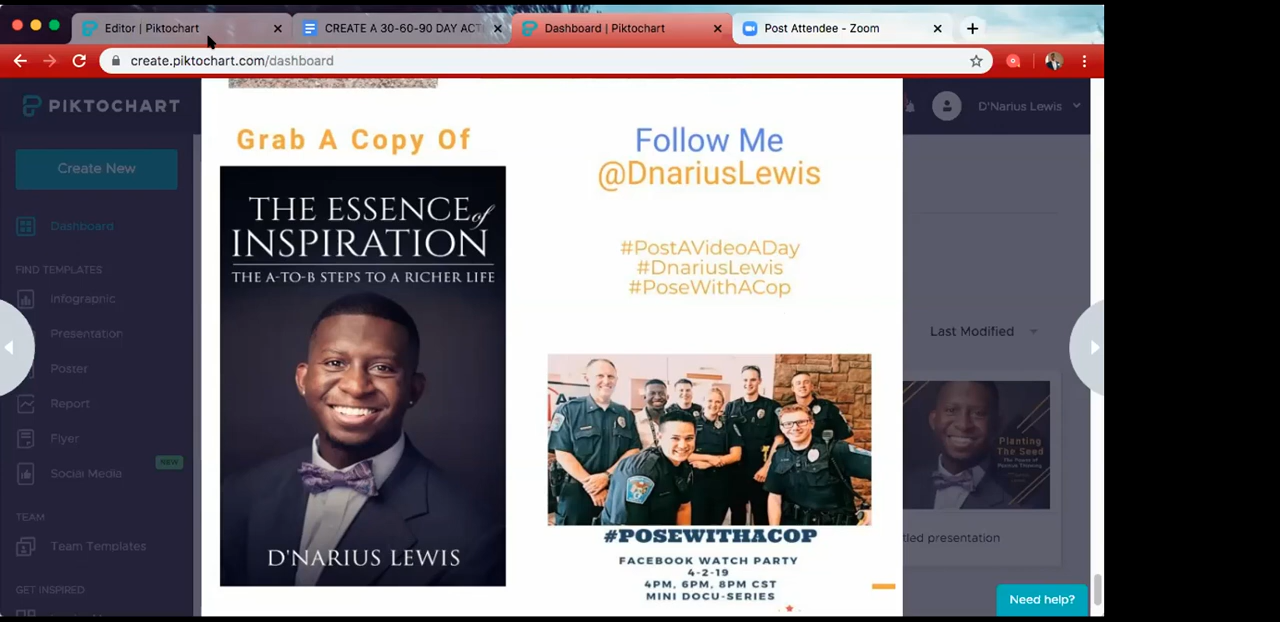 Editor | Piktochart
CREATE A 30-60-90 DAY ACT
Dashboard | Piktochart
Post Attendee - Zoom
create.piktochart.com/dashboard
PIKTOCHART
D'Narius Lewis
Create New
Dashboard
FIND TEMPLATES
Infographic
Presentation
Poster
Report
Flyer
Social Media
NEW
TEAM
Team Templates
GET INSPIRED
Grab A Copy Of
THE ESSENCE of
INSPIRATION
THE A-TO-B STEPS TO A RICHER LIFE
D'NARIUS LEWIS
Follow Me
@DnariusLewis
#PostAVideoADay
#DnariusLewis
#PoseWithACop
#POSEWITHACOP
FACEBOOK WATCH PARTY
4-2-19
4PM, 6PM, 8PM CST
MINI DOCU-SERIES
Last Modified
Planting
The Seed
The Power of
tled presentation
Need help?